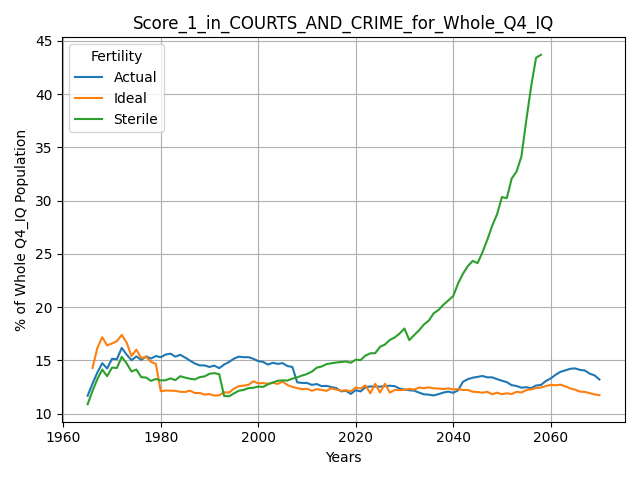 Score_1_in_COURTS_AND_CRIME_for_Whole_Q4_IQ
Fertility
Actual
Ideal
Sterile
% of Whole Q4_IQ Population
45
40
35
30
25
20
15
10
1960
1980
2000
2020
2040
2060
Years